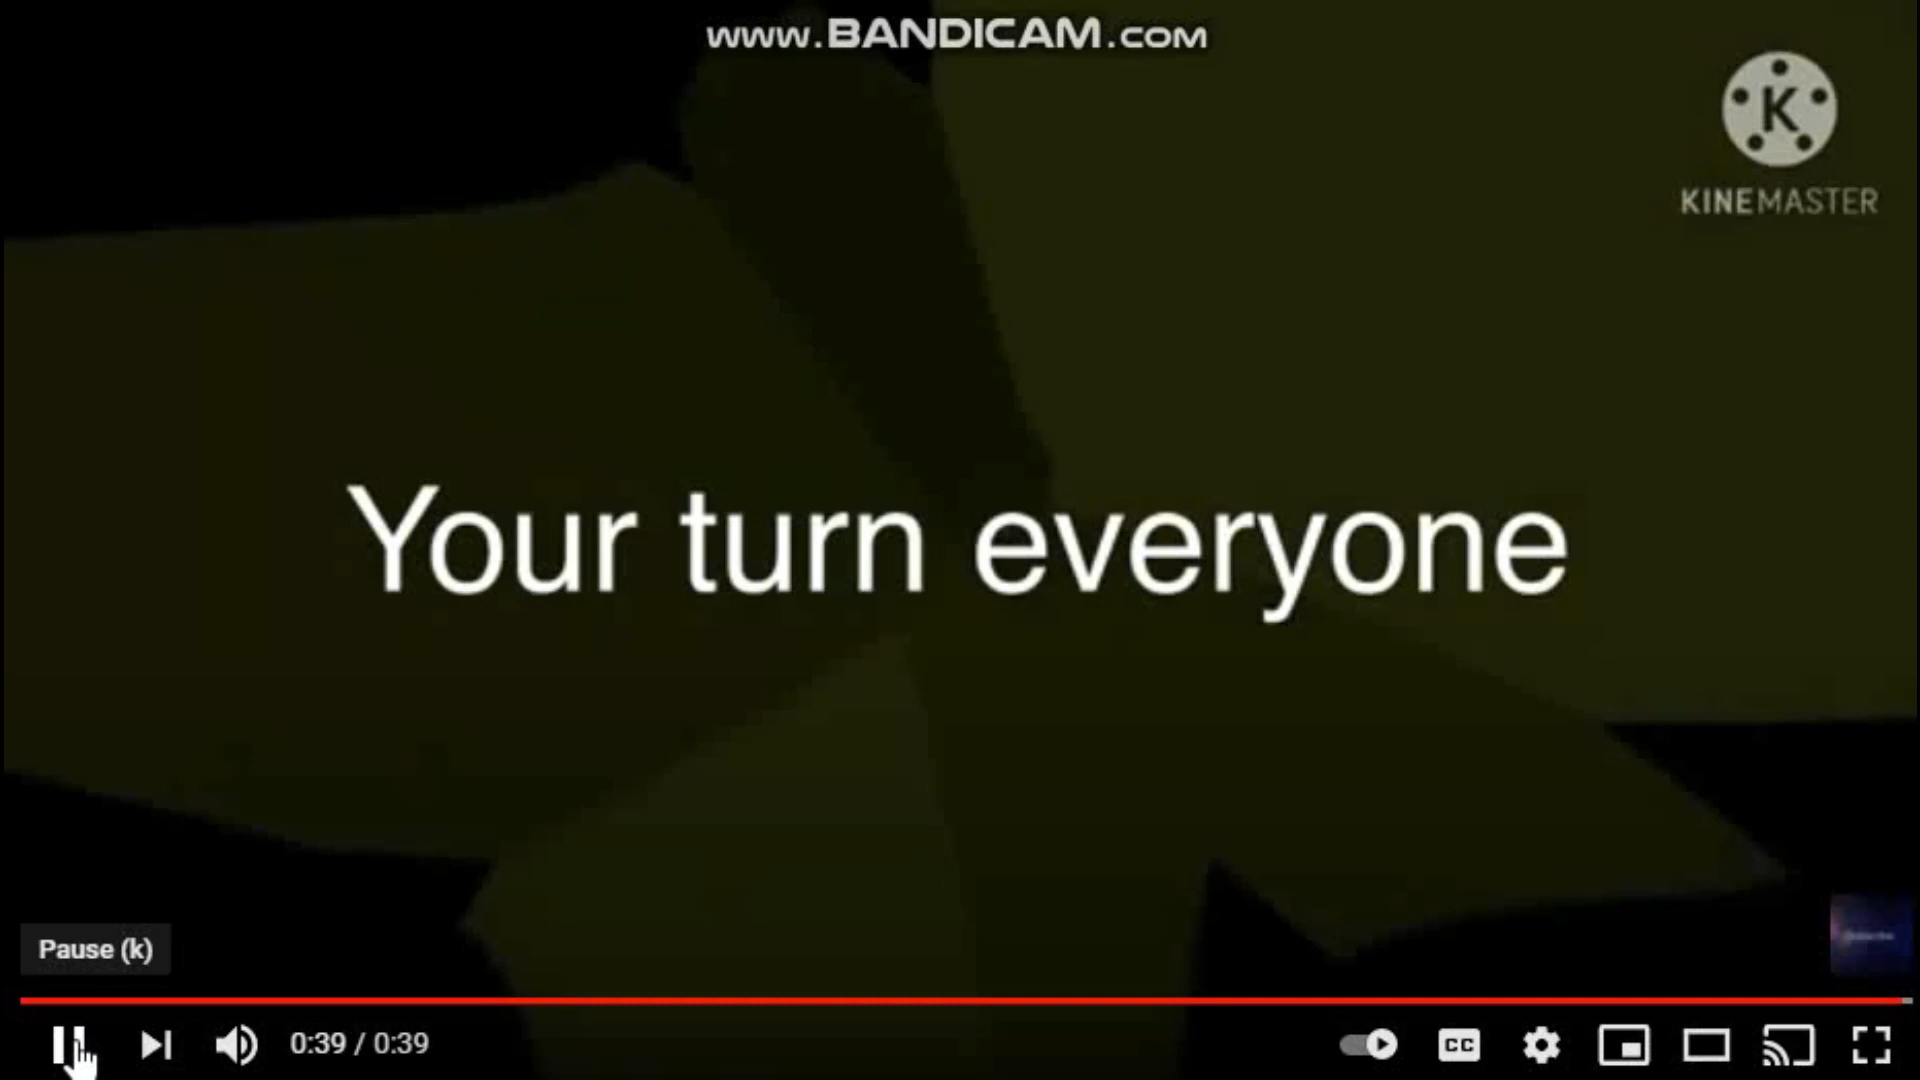 www.BANDICAM.com
K
KINEMASTER
Your turn everyone
Pause (k)
0:39 / 0:39
CC